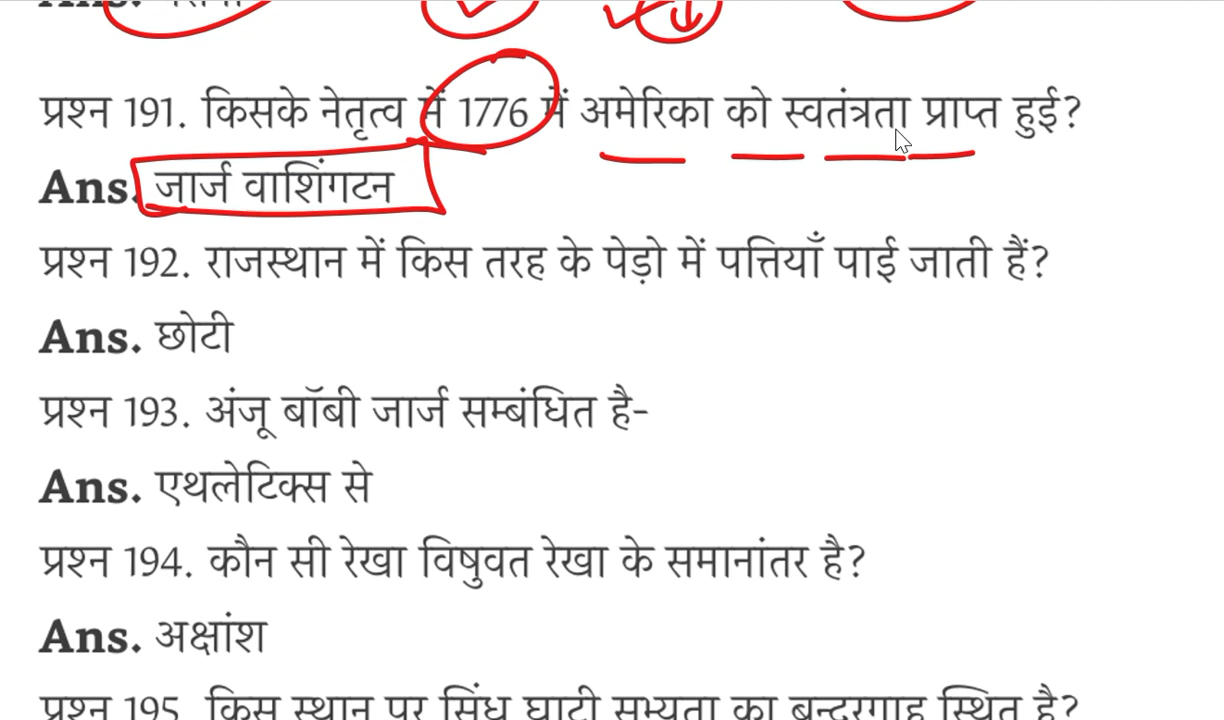 प्रश्न 191. किसके नेतृत्व में 1776 में अमेरिका को स्वतंत्रता प्राप्त हुई?
Ans. जार्ज वाशिंगटन
प्रश्न 192. राजस्थान में किस तरह के पेड़ो में पत्तियाँ पाई जाती हैं?
Ans. छोटी
प्रश्न 193. अंजू बॉबी जार्ज सम्बंधित है-
Ans. एथलेटिक्स से
प्रश्न 194. कौन सी रेखा विषुवत रेखा के समानांतर है?
Ans. अक्षांश
प्रश्न 195. किस स्थान पर सिंधु घाटी सभ्यता का बन्दरगाह स्थित है?